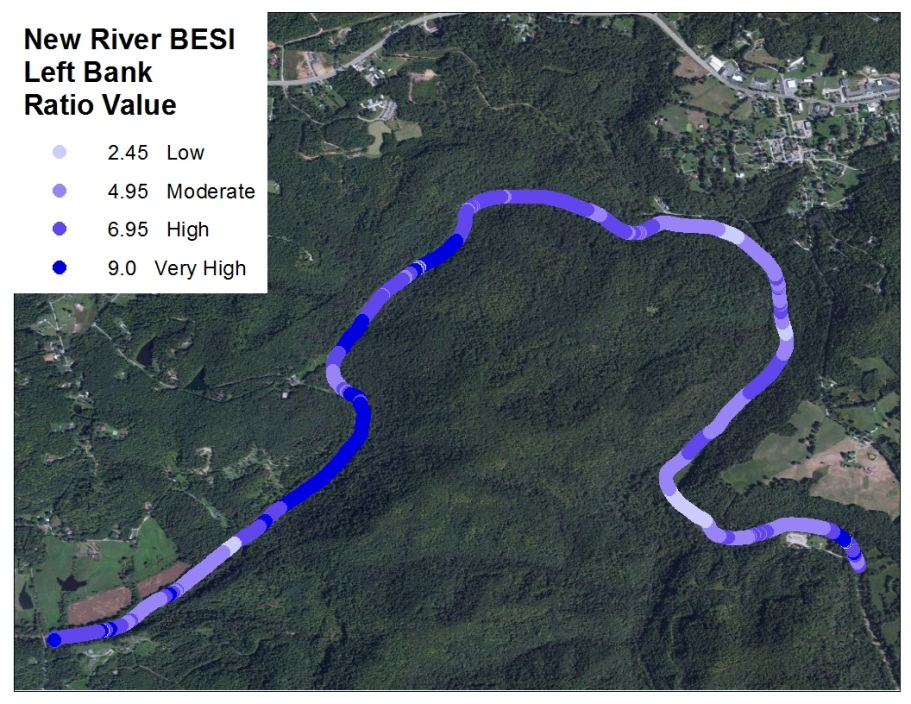 New River BESI
Left Bank
Ratio Value
2.45 Low
4.95 Moderate
6.95 High
9.0 Very High